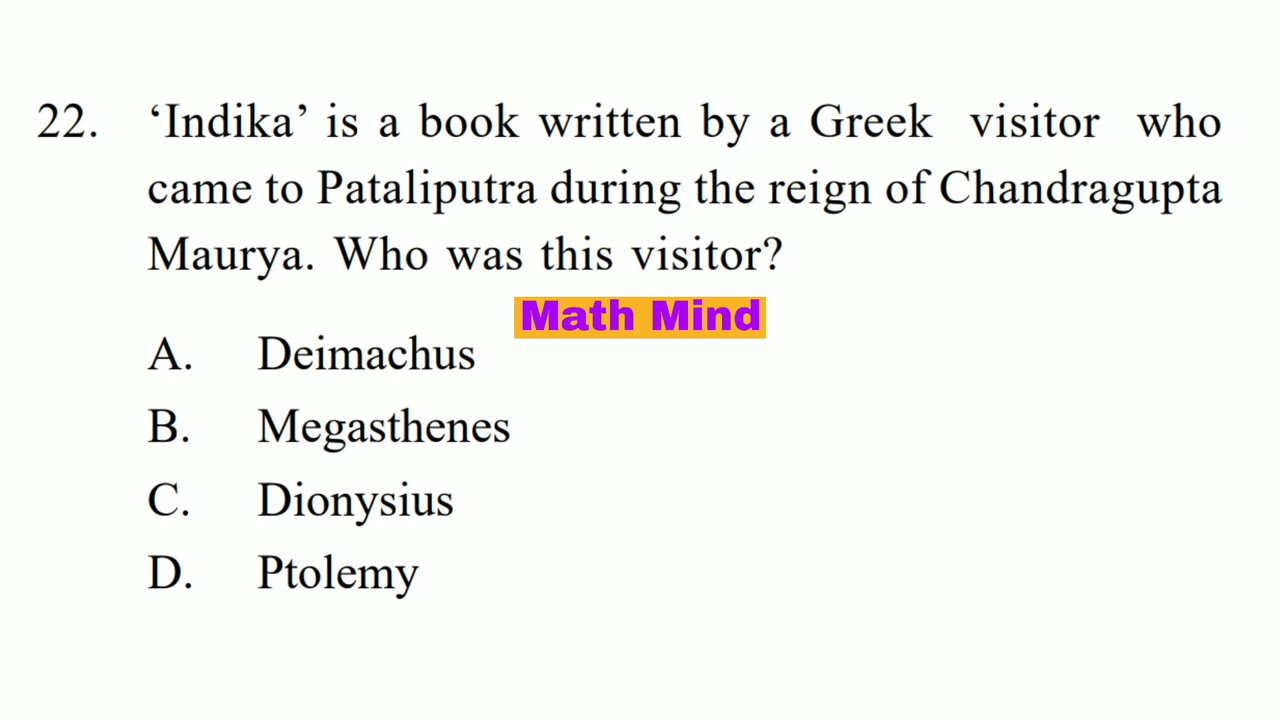 22. ‘Indika’ is a book written by a Greek visitor who
came to Pataliputra during the reign of Chandragupta
Maurya. Who was this visitor?
Math Mind
A. Deimachus
B. Megasthenes
C. Dionysius
D. Ptolemy